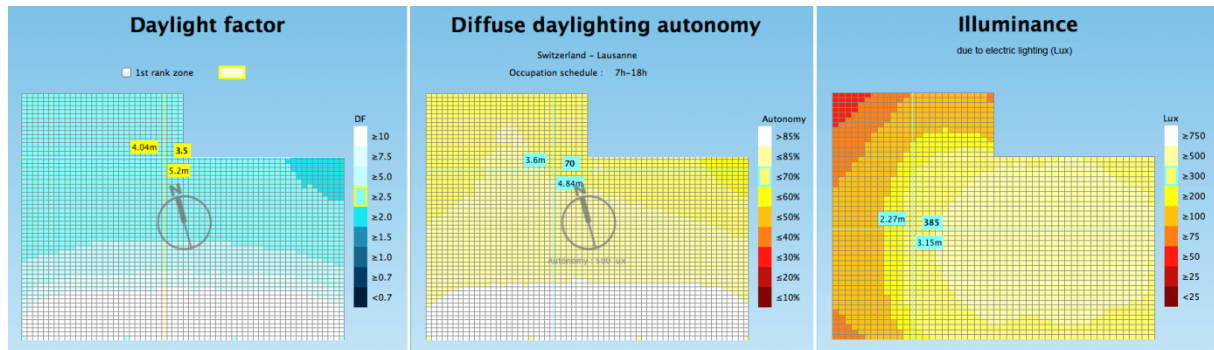 Daylight factor
1st rank zone
4.04m
3.5
5.2m
N
DF
≥10
≥7.5
≥5.0
≥2.5
≥2.0
≥1.5
≥1.0
≥0.7
<0.7
Diffuse daylighting autonomy
Switzerland - Lausanne
Occupation schedule : 7h-18h
3.6m
70
4.84m
N
Autonomy : 500 Lux
Autonomy
>85%
≤85%
≤70%
≤60%
≤50%
≤40%
≤30%
≤20%
≤10%
Illuminance
due to electric lighting (Lux)
2.27m
385
3.15m
Lux
≥750
≥500
≥300
≥200
≥100
≥75
≥50
≥25
<25